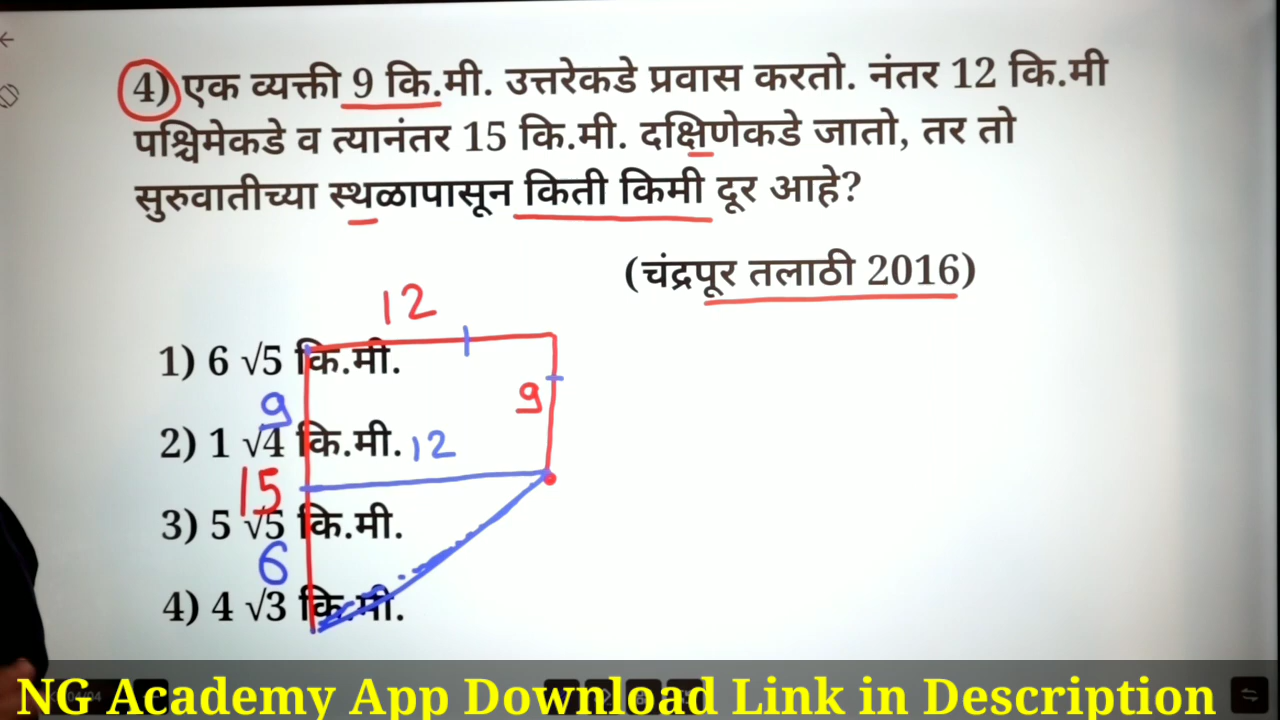 4) एक व्यक्ती 9 कि.मी. उत्तरेकडे प्रवास करतो. नंतर 12 कि.मी
पश्चिमेकडे व त्यानंतर 15 कि.मी. दक्षिणेकडे जातो, तर तो
सुरुवातीच्या स्थळापासून किती किमी दूर आहे?
(चंद्रपूर तलाठी 2016)
12
1) 6 √5 कि.मी.
9
9
2) 1 √4 कि.मी.
12
15
3) 5 √5 कि.मी.
6
4) 4 √3 कि.मी.
NG Academy App Download Link in Description